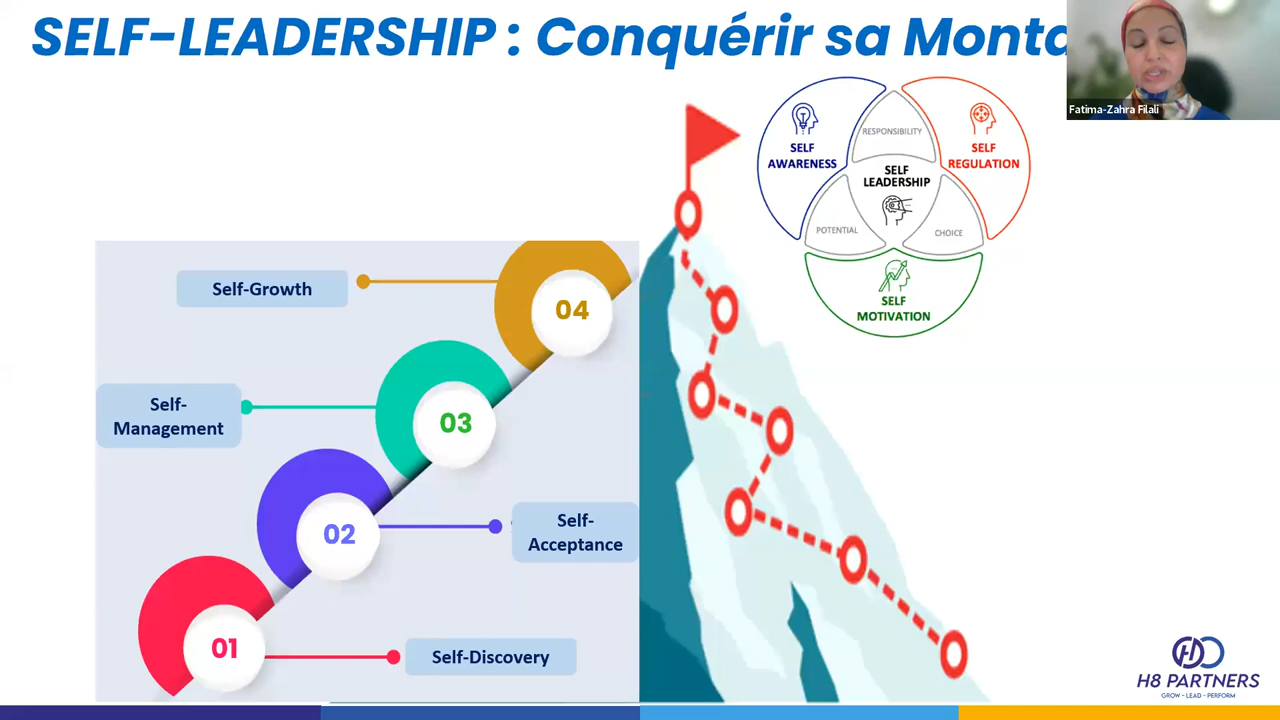 SELF-LEADERSHIP : Conquérir sa Monta
Fatima-Zahra Filali
RESPONSIBILITY
SELF
AWARENESS
SELF
REGULATION
SELF
LEADERSHIP
POTENTIAL
CHOICE
SELF
MOTIVATION
Self-Growth
04
Self-
Management
03
02
Self-
Acceptance
01
Self-Discovery
H8 PARTNERS
GROW - LEAD - PERFORM